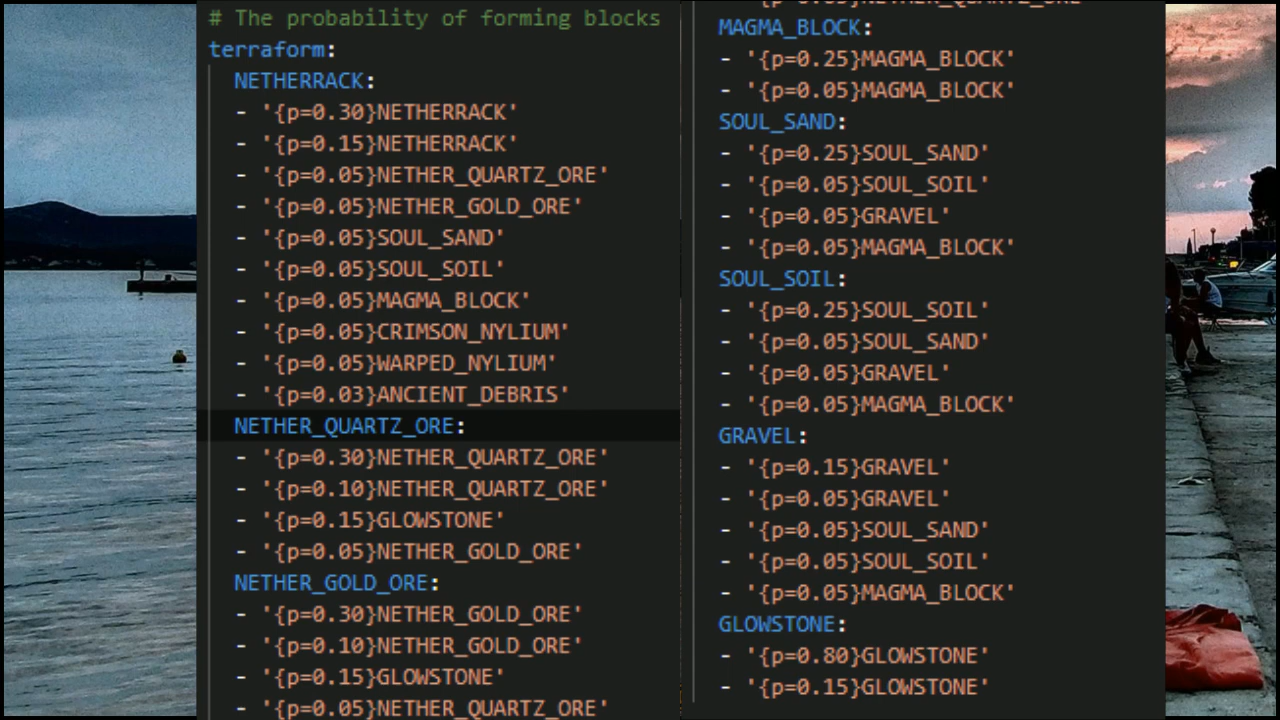 # The probability of forming blocks
terraform:
  NETHERRACK:
  - '{p=0.30}NETHERRACK'
  - '{p=0.15}NETHERRACK'
  - '{p=0.05}NETHER_QUARTZ_ORE'
  - '{p=0.05}NETHER_GOLD_ORE'
  - '{p=0.05}SOUL_SAND'
  - '{p=0.05}SOUL_SOIL'
  - '{p=0.05}MAGMA_BLOCK'
  - '{p=0.05}CRIMSON_NYLIUM'
  - '{p=0.05}WARPED_NYLIUM'
  - '{p=0.03}ANCIENT_DEBRIS'
  NETHER_QUARTZ_ORE:
  - '{p=0.30}NETHER_QUARTZ_ORE'
  - '{p=0.10}NETHER_QUARTZ_ORE'
  - '{p=0.15}GLOWSTONE'
  - '{p=0.05}NETHER_GOLD_ORE'
  NETHER_GOLD_ORE:
  - '{p=0.30}NETHER_GOLD_ORE'
  - '{p=0.10}NETHER_GOLD_ORE'
  - '{p=0.15}GLOWSTONE'
  - '{p=0.05}NETHER_QUARTZ_ORE'
  MAGMA_BLOCK:
  - '{p=0.25}MAGMA_BLOCK'
  - '{p=0.05}MAGMA_BLOCK'
  SOUL_SAND:
  - '{p=0.25}SOUL_SAND'
  - '{p=0.05}SOUL_SOIL'
  - '{p=0.05}GRAVEL'
  - '{p=0.05}MAGMA_BLOCK'
  SOUL_SOIL:
  - '{p=0.25}SOUL_SOIL'
  - '{p=0.05}SOUL_SAND'
  - '{p=0.05}GRAVEL'
  - '{p=0.05}MAGMA_BLOCK'
  GRAVEL:
  - '{p=0.15}GRAVEL'
  - '{p=0.05}GRAVEL'
  - '{p=0.05}SOUL_SAND'
  - '{p=0.05}SOUL_SOIL'
  - '{p=0.05}MAGMA_BLOCK'
  GLOWSTONE:
  - '{p=0.80}GLOWSTONE'
  - '{p=0.15}GLOWSTONE'